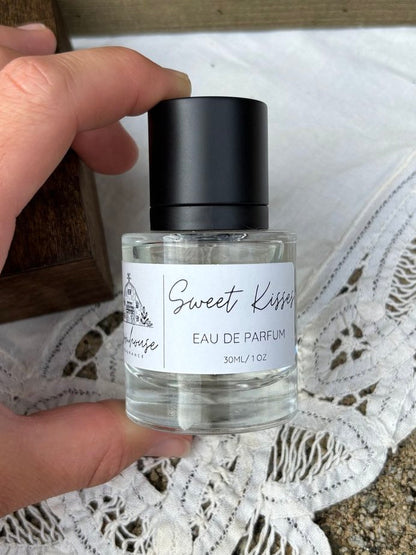 Sweet Kisses
EAU DE PARFUM
30ML/ 1 OZ